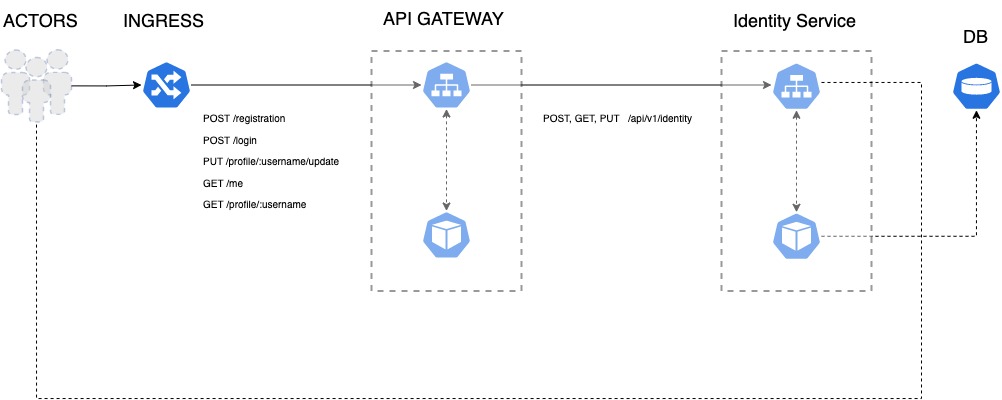 ACTORS
INGRESS
API GATEWAY
Identity Service
DB
POST /registration
POST /login
PUT /profile/:username/update
GET /me
GET /profile/:username
POST, GET, PUT /api/v1/identity